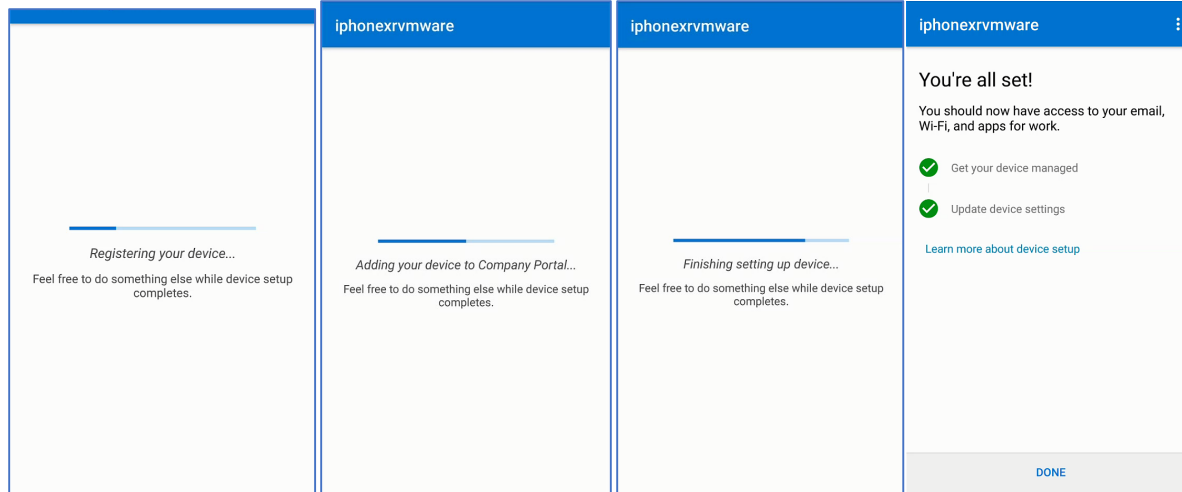 Registering your device...
Feel free to do something else while device setup
completes.
iphonexrvmware
Adding your device to Company Portal...
Feel free to do something else while device setup
completes.
iphonexrvmware
Finishing setting up device...
Feel free to do something else while device setup
completes.
iphonexrvmware
You're all set!
You should now have access to your email,
Wi-Fi, and apps for work.
Get your device managed
Update device settings
Learn more about device setup
DONE